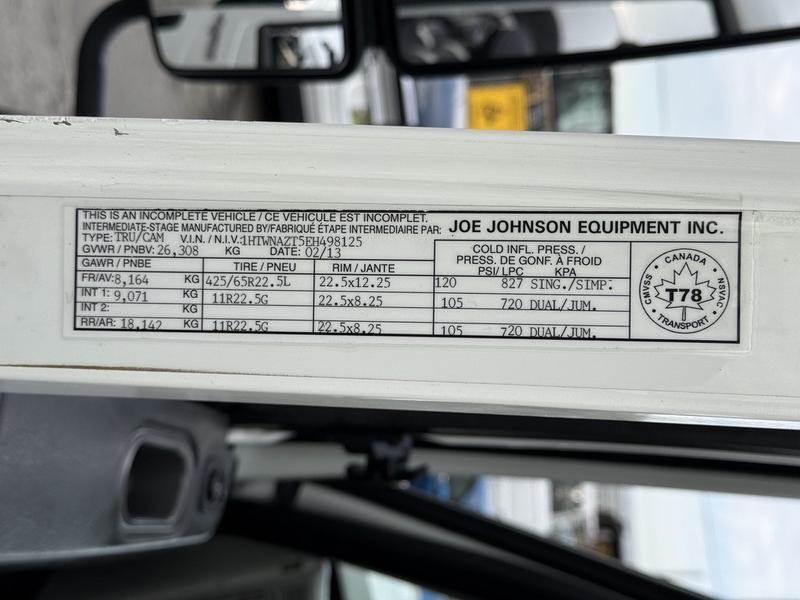 THIS IS AN INCOMPLETE VEHICLE / CE VÉHICULE EST INCOMPLET.
INTERMEDIATE-STAGE MANUFACTURED BY/FABRIQUÉ ÉTAPE INTERMEDIAIRE PAR: JOE JOHNSON EQUIPMENT INC.
TYPE: TRU/CAM V.I.N. / N.I.V.: 1HTWNAZT5EH498125
GVWR / PNBV: 26,308 KG DATE: 02/13
COLD INFL. PRESS. /
PRESS. DE GONF. À FROID
GAWR / PNBE TIRE / PNEU RIM / JANTE PSI/ LPC KPA
FR/AV: 8,164 KG 425/65R22.5L 22.5x12.25 120 827 SING./SIMP.
INT 1: 9,071 KG 11R22.5G 22.5x8.25 105 720 DUAL/JUM.
INT 2: KG
RR/AR: 18,142 KG 11R22.5G 22.5x8.25 105 720 DUAL/JUM.
CANADA
CMVSS NSVAC
T78
TRANSPORT